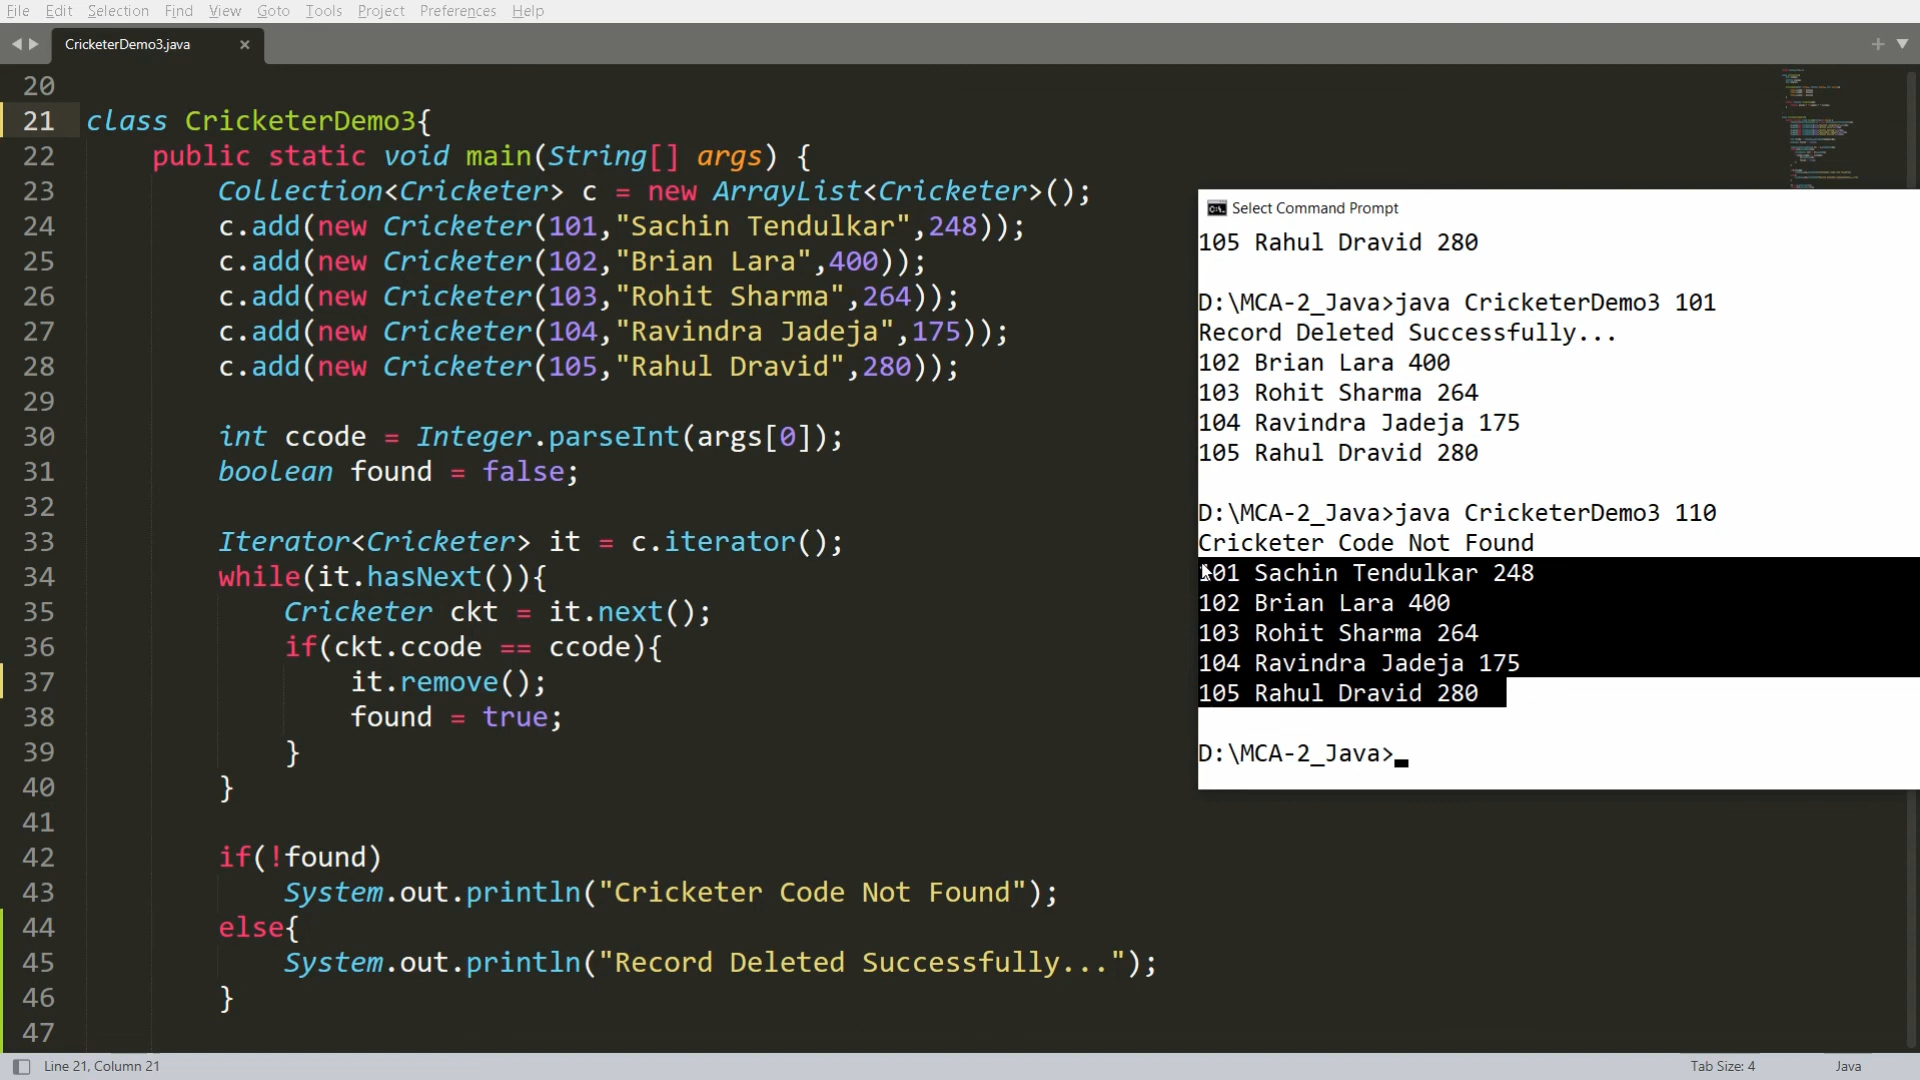 File Edit Selection Find View Goto Tools Project Preferences Help
CricketerDemo3.java
20
21 class CricketerDemo3{
22 public static void main(String[] args) {
23 Collection<Cricketer> c = new ArrayList<Cricketer>();
24 c.add(new Cricketer(101,"Sachin Tendulkar",248));
25 c.add(new Cricketer(102,"Brian Lara",400));
26 c.add(new Cricketer(103,"Rohit Sharma",264));
27 c.add(new Cricketer(104,"Ravindra Jadeja",175));
28 c.add(new Cricketer(105,"Rahul Dravid",280));
29
30 int ccode = Integer.parseInt(args[0]);
31 boolean found = false;
32
33 Iterator<Cricketer> it = c.iterator();
34 while(it.hasNext()){
35 Cricketer ckt = it.next();
36 if(ckt.ccode == ccode){
37 it.remove();
38 found = true;
39 }
40 }
41
42 if(!found)
43 System.out.println("Cricketer Code Not Found");
44 else{
45 System.out.println("Record Deleted Successfully...");
46 }
47
Select Command Prompt
105 Rahul Dravid 280
D:\MCA-2_Java>java CricketerDemo3 101
Record Deleted Successfully...
102 Brian Lara 400
103 Rohit Sharma 264
104 Ravindra Jadeja 175
105 Rahul Dravid 280
D:\MCA-2_Java>java CricketerDemo3 110
Cricketer Code Not Found
101 Sachin Tendulkar 248
102 Brian Lara 400
103 Rohit Sharma 264
104 Ravindra Jadeja 175
105 Rahul Dravid 280
D:\MCA-2_Java>
Line 21, Column 21
Tab Size: 4
Java